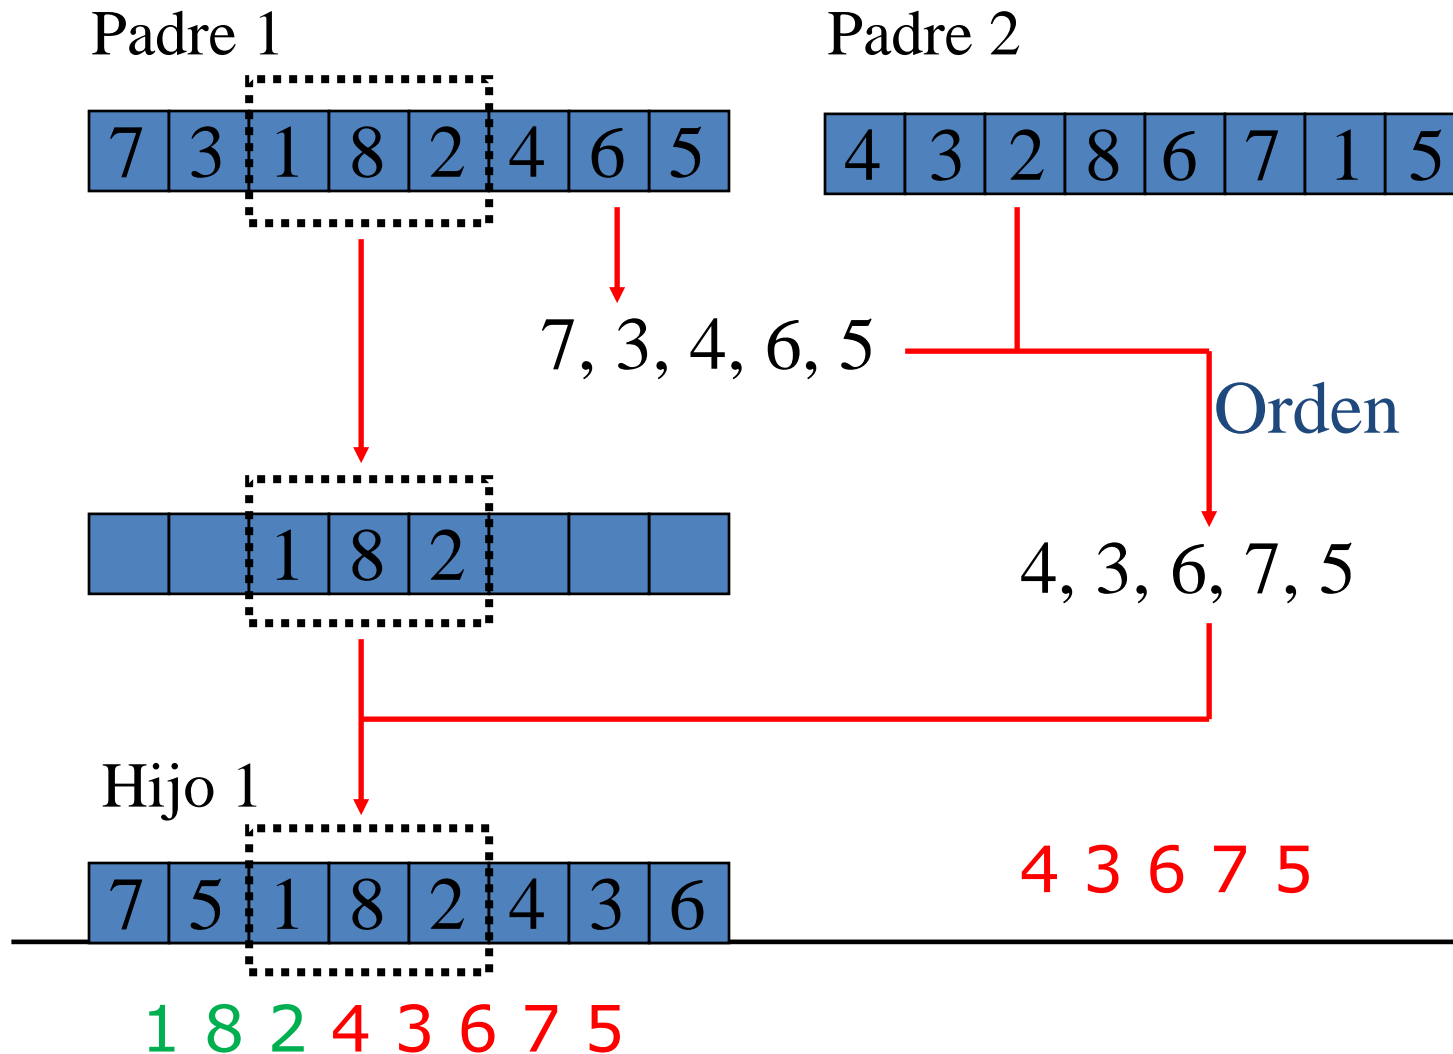 Padre 1 Padre 2
7 3 1 8 2 4 6 5 4 3 2 8 6 7 1 5
7, 3, 4, 6, 5
Orden
1 8 2 4, 3, 6, 7, 5
Hijo 1
7 5 1 8 2 4 3 6 4 3 6 7 5
1 8 2 4 3 6 7 5